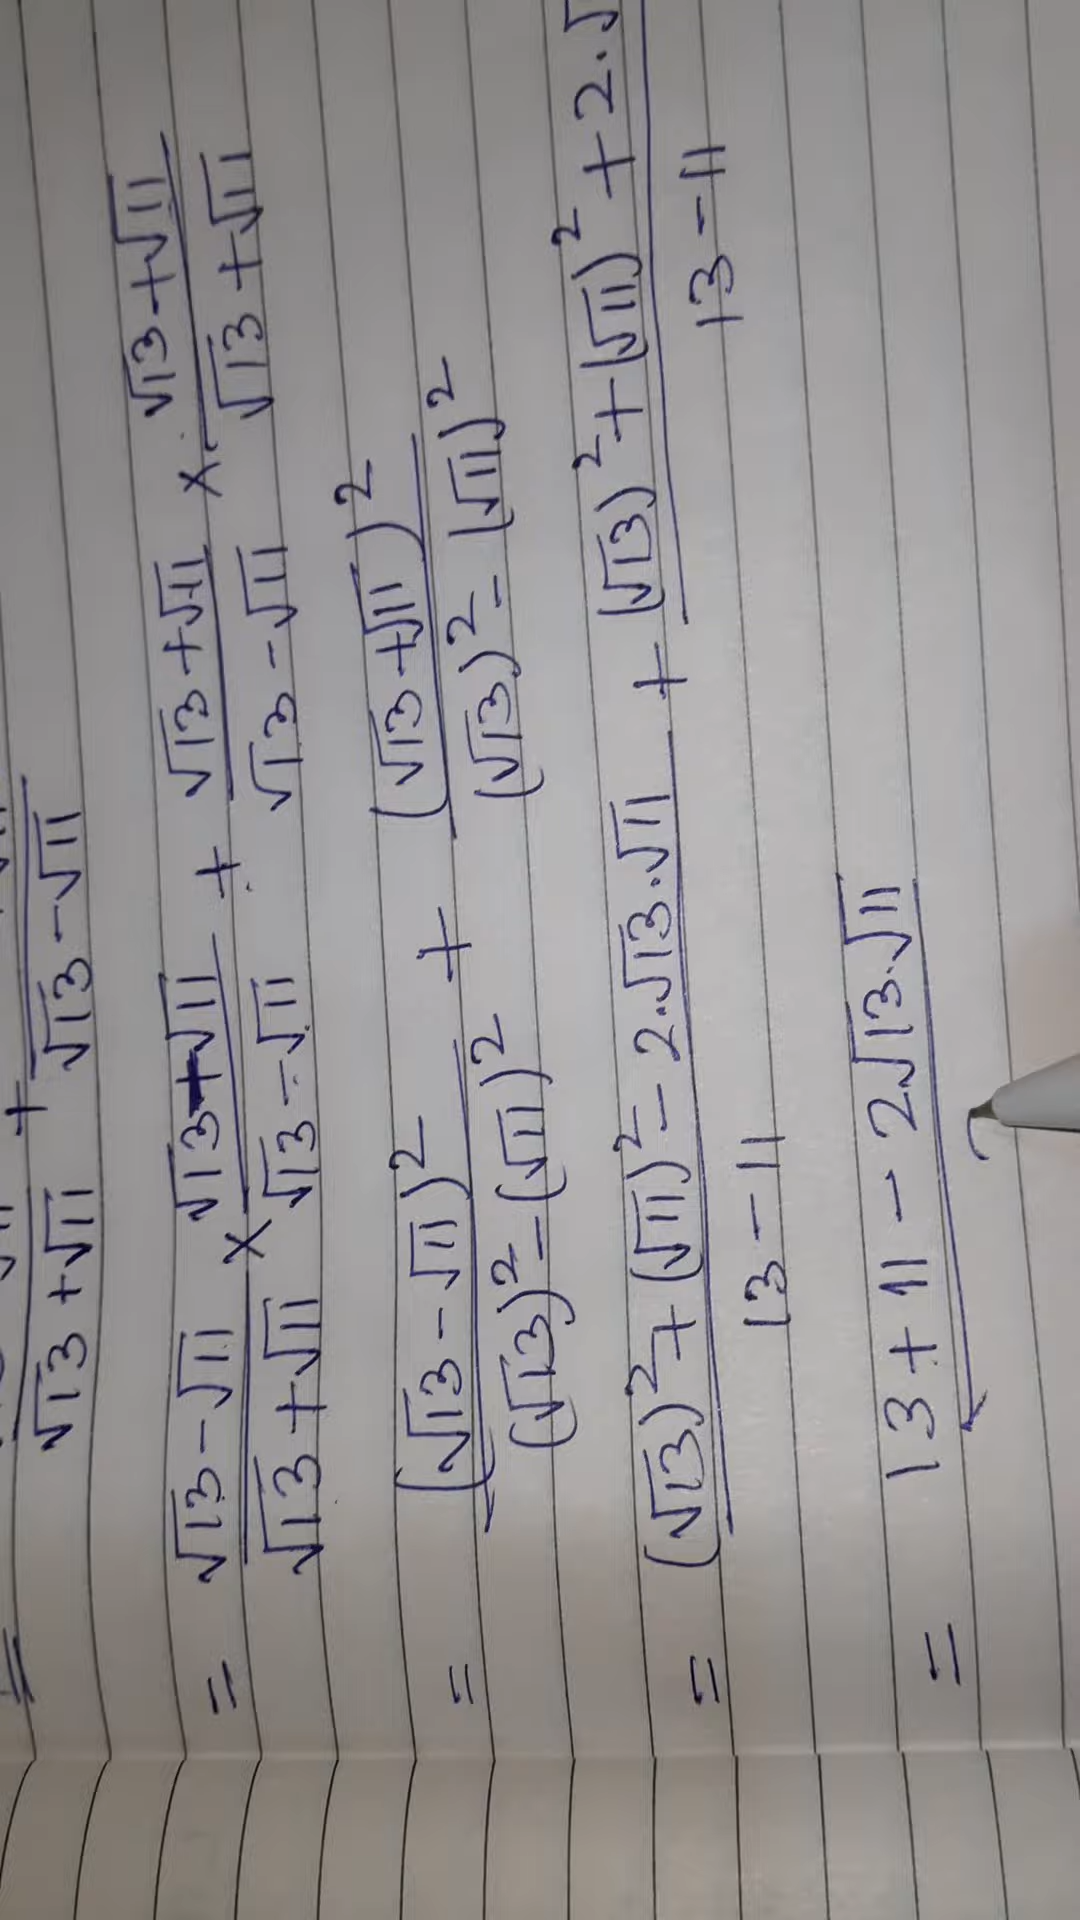 +
√13 + √11 √13 - √11
= √13 - √11 / √13 + √11 × √13 + √11 / √13 - √11 + √13 + √11 / √13 - √11 × √13 + √11 / √13 + √11
= (√13 - √11)² / (√13)² - (√11)² + (√13 + √11)² / (√13)² - (√11)²
= (√13)² + (√11)² - 2.√13.√11 / 13 - 11 + (√13)² + (√11)² + 2.√ / 13 - 11
= 13 + 11 - 2√13.√11